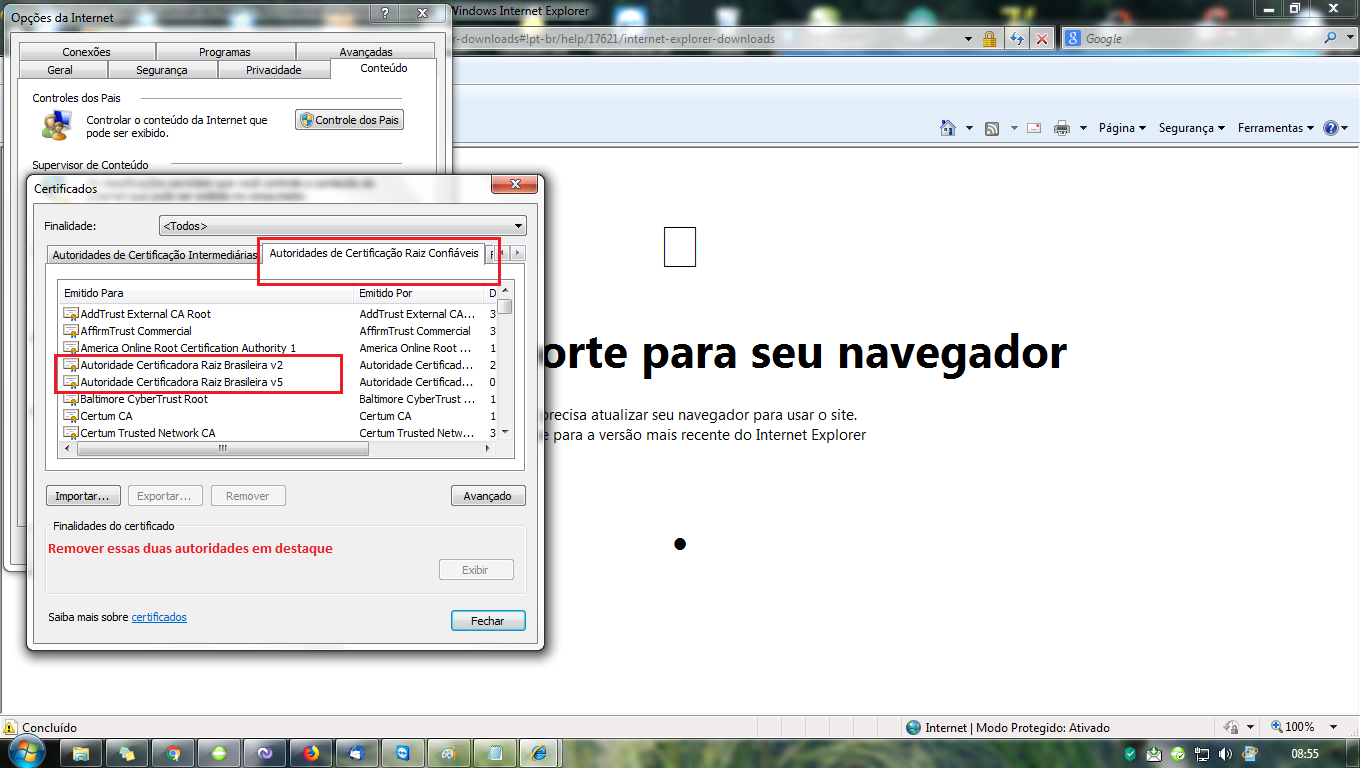 Opções da Internet
Windows Internet Explorer
r-downloads#!pt-br/help/17621/internet-explorer-downloads
Google
Conexões Programas Avançadas
Geral Segurança Privacidade Conteúdo
Controles dos Pais
Controlar o conteúdo da Internet que
pode ser exibido.
Controle dos Pais
Página Segurança Ferramentas
Supervisor de Conteúdo
Certificados
Finalidade: <Todos>
Autoridades de Certificação Intermediárias Autoridades de Certificação Raiz Confiáveis
Emitido Para Emitido Por D
AddTrust External CA Root AddTrust External CA... 3
AffirmTrust Commercial AffirmTrust Commercial 3
America Online Root Certification Authority 1 America Online Root ... 1
Autoridade Certificadora Raiz Brasileira v2 Autoridade Certificad... 2
Autoridade Certificadora Raiz Brasileira v5 Autoridade Certificad... 0
Baltimore CyberTrust Root Baltimore CyberTrust ... 1
Certum CA Certum CA 1
Certum Trusted Network CA Certum Trusted Netw... 3
Importar... Exportar... Remover Avançado
Finalidades do certificado
Remover essas duas autoridades em destaque
Exibir
Saiba mais sobre certificados
Fechar
orte para seu navegador
precisa atualizar seu navegador para usar o site.
e para a versão mais recente do Internet Explorer
Concluído
Internet | Modo Protegido: Ativado
100%
08:55